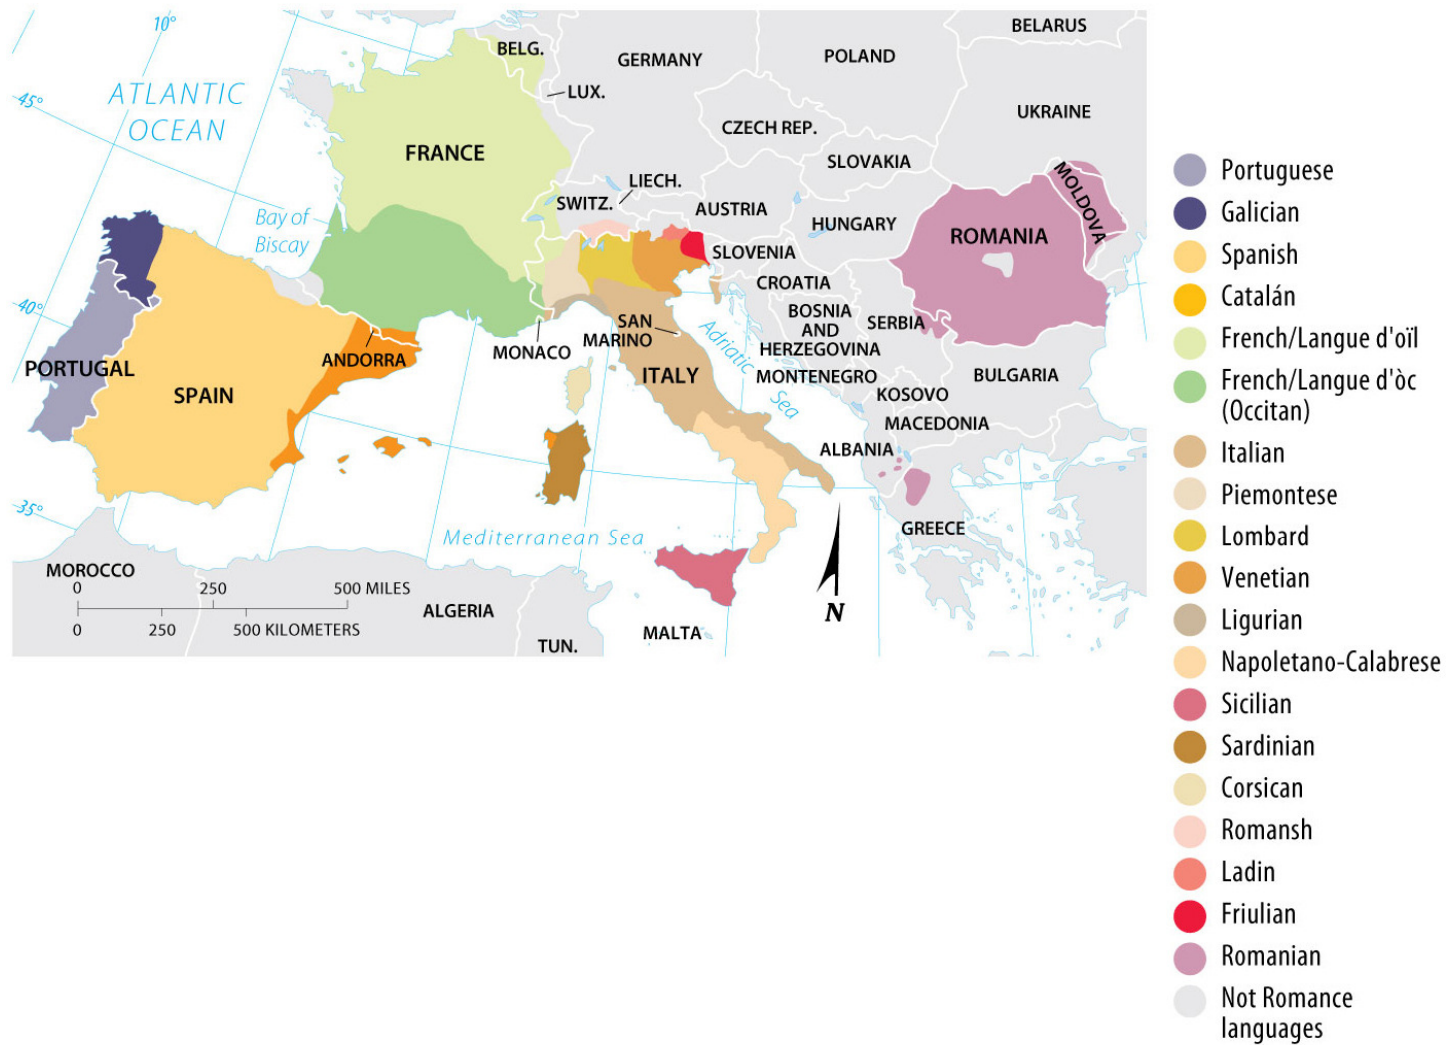 10°
BELARUS
BELG.
GERMANY
POLAND
ATLANTIC
OCEAN
45°
LUX.
UKRAINE
CZECH REP.
FRANCE
SLOVAKIA
MOLDOVA
LIECH.
SWITZ.
AUSTRIA
Bay of
Biscay
HUNGARY
ROMANIA
SLOVENIA
CROATIA
40°
BOSNIA
AND
HERZEGOVINA
SERBIA
SAN
MARINO
Adriatic
Sea
MONACO
ANDORRA
PORTUGAL
ITALY
MONTENEGRO
BULGARIA
SPAIN
KOSOVO
MACEDONIA
ALBANIA
35°
Mediterranean Sea
GREECE
MOROCCO
0 250 500 MILES
0 250 500 KILOMETERS
ALGERIA
TUN.
MALTA
N
Portuguese
Galician
Spanish
Catalán
French/Langue d'oïl
French/Langue d'òc
(Occitan)
Italian
Piemontese
Lombard
Venetian
Ligurian
Napoletano-Calabrese
Sicilian
Sardinian
Corsican
Romansh
Ladin
Friulian
Romanian
Not Romance
languages